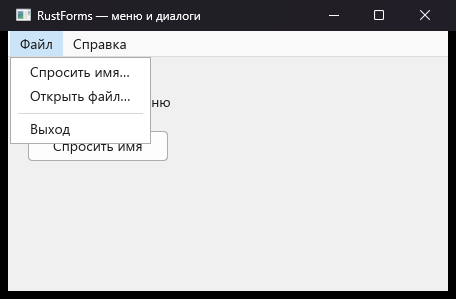 RustForms — меню и диалоги
Файл Справка
Спросить имя...
Открыть файл...
ню
Выход
Спросить имя